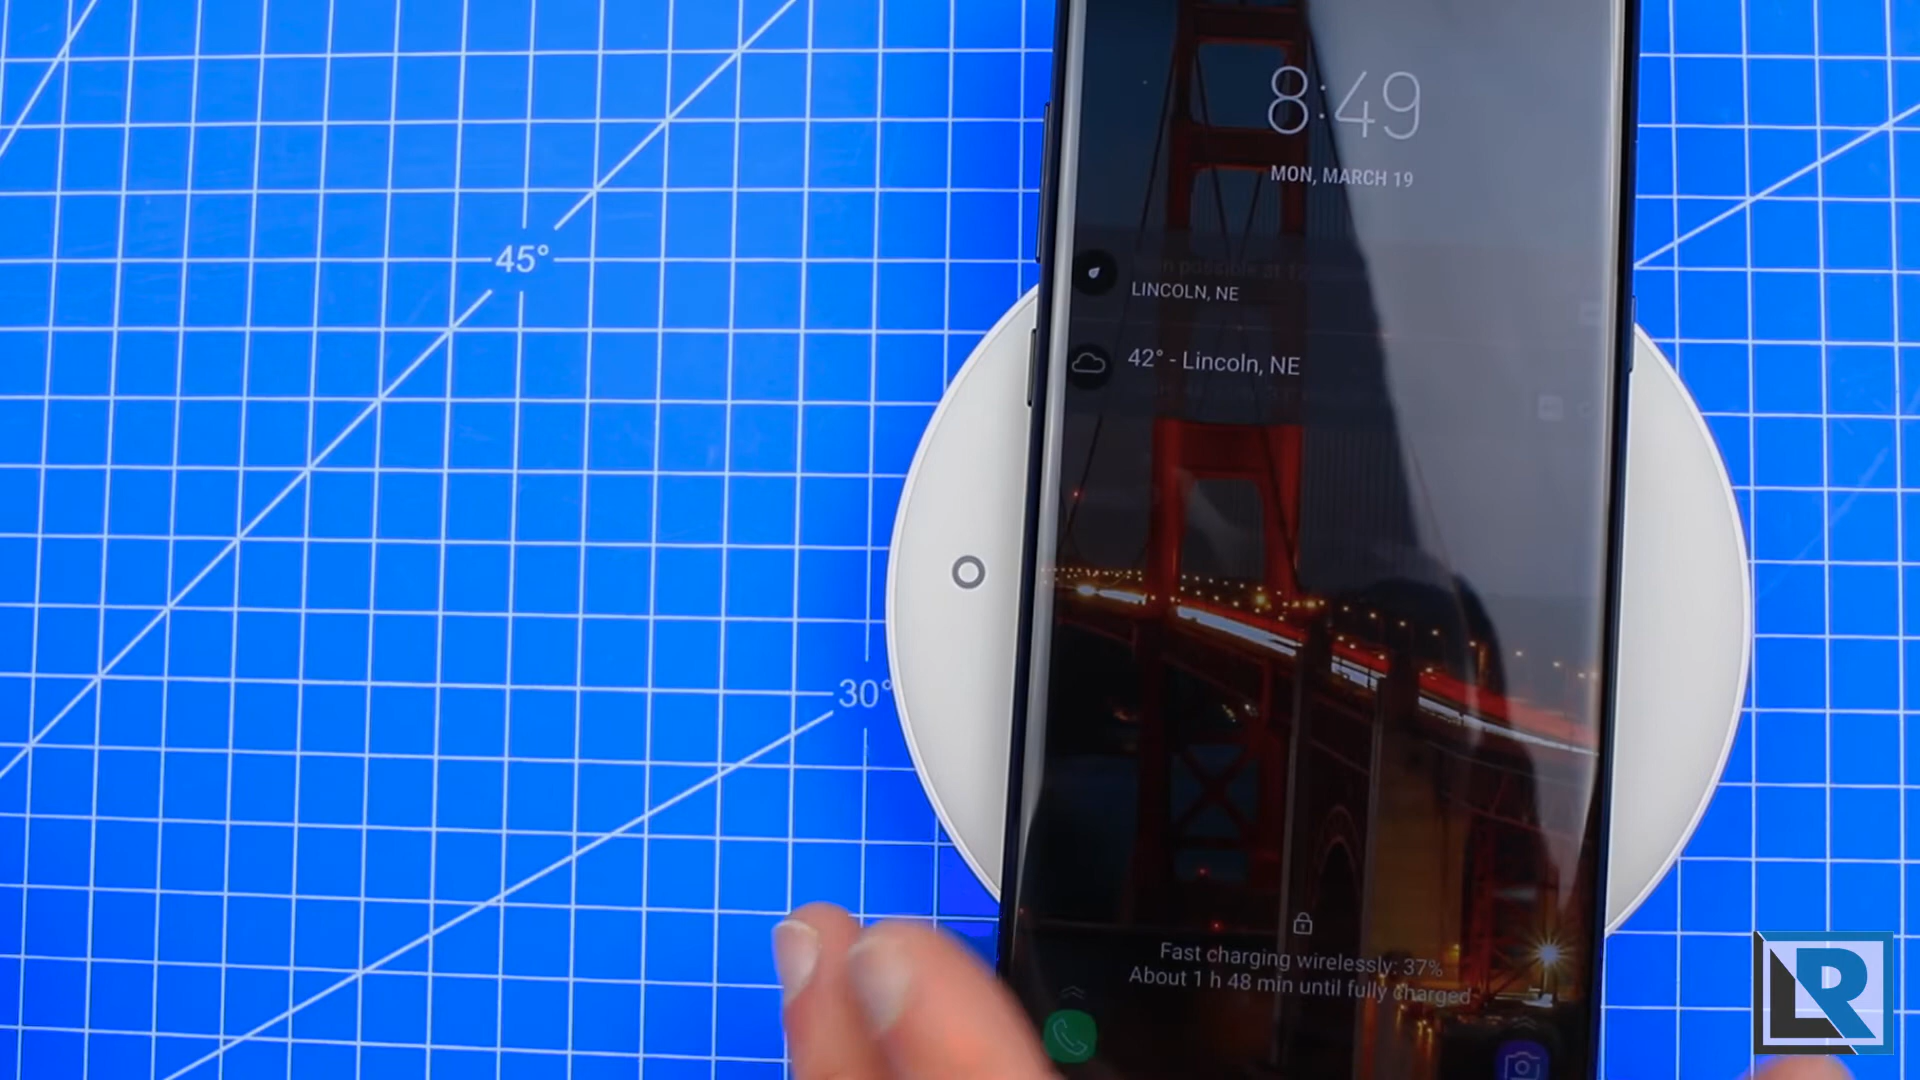 8:49
MON, MARCH 19
LINCOLN, NE
42° - Lincoln, NE
45°
30°
Fast charging wirelessly: 37%
About 1 h 48 min until fully charged
LR